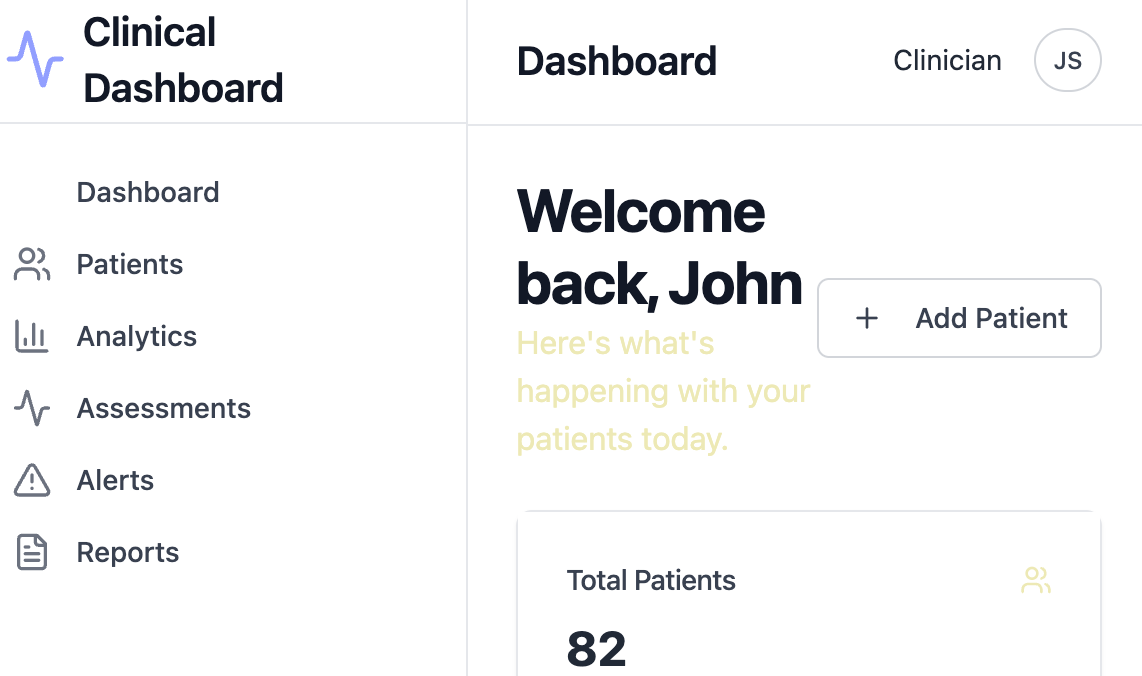 Clinical
Dashboard
Dashboard
Patients
Analytics
Assessments
Alerts
Reports
Dashboard
Clinician
JS
Welcome
back, John
Here's what's
happening with your
patients today.
Add Patient
Total Patients
82